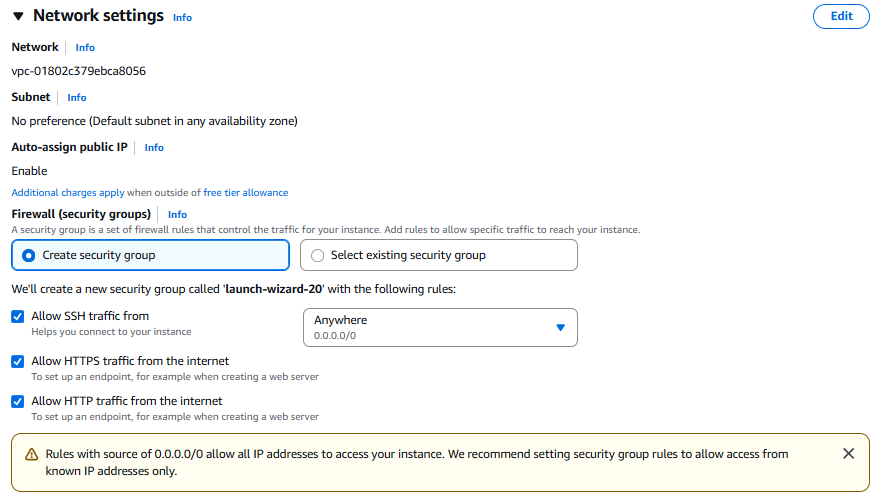 Network settings Info Edit
Network Info
vpc-01802c379ebca8056
Subnet Info
No preference (Default subnet in any availability zone)
Auto-assign public IP Info
Enable
Additional charges apply when outside of free tier allowance
Firewall (security groups) Info
A security group is a set of firewall rules that control the traffic for your instance. Add rules to allow specific traffic to reach your instance.
Create security group Select existing security group
We'll create a new security group called 'launch-wizard-20' with the following rules:
Allow SSH traffic from
Helps you connect to your instance
Anywhere
0.0.0.0/0
Allow HTTPS traffic from the internet
To set up an endpoint, for example when creating a web server
Allow HTTP traffic from the internet
To set up an endpoint, for example when creating a web server
Rules with source of 0.0.0.0/0 allow all IP addresses to access your instance. We recommend setting security group rules to allow access from
known IP addresses only.